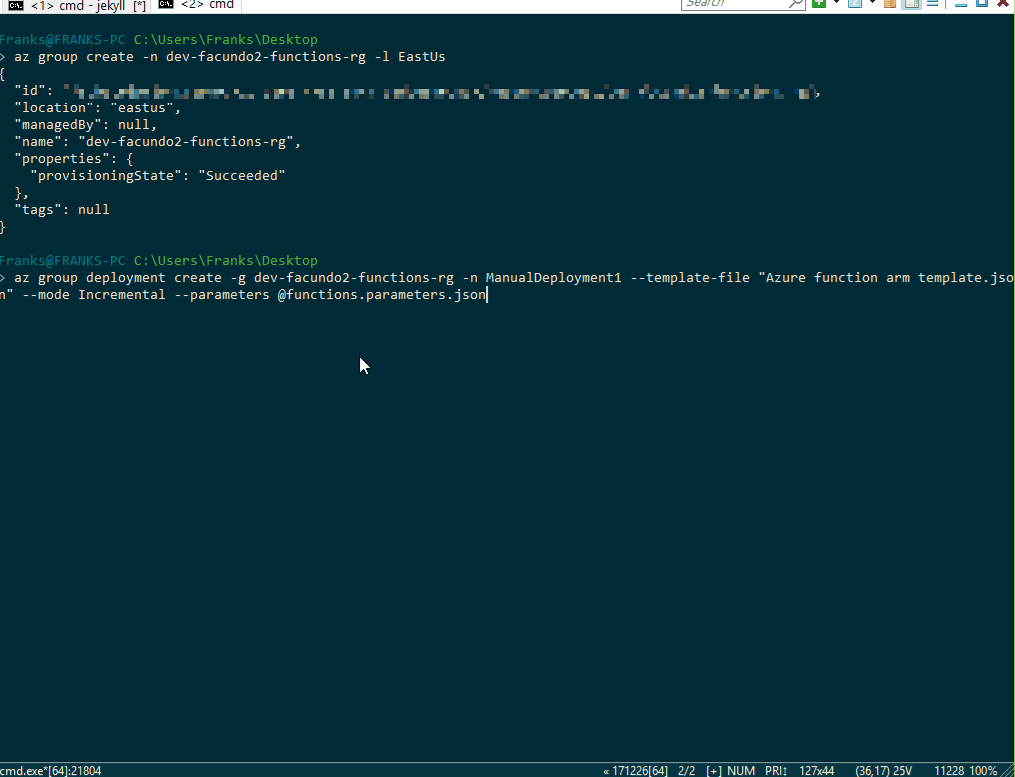 <1> cmd - jekyll [*] <2> cmd Search
Franks@FRANKS-PC C:\Users\Franks\Desktop
> az group create -n dev-facundo2-functions-rg -l EastUs
{
"id": "
"location": "eastus",
"managedBy": null,
"name": "dev-facundo2-functions-rg",
"properties": {
"provisioningState": "Succeeded"
},
"tags": null
}
Franks@FRANKS-PC C:\Users\Franks\Desktop
> az group deployment create -g dev-facundo2-functions-rg -n ManualDeployment1 --template-file "Azure function arm template.jso
n" --mode Incremental --parameters @functions.parameters.json
cmd.exe*[64]:21804 « 171226[64] 2/2 [+] NUM PRI↕ 127x44 (36,17) 25V 11228 100%